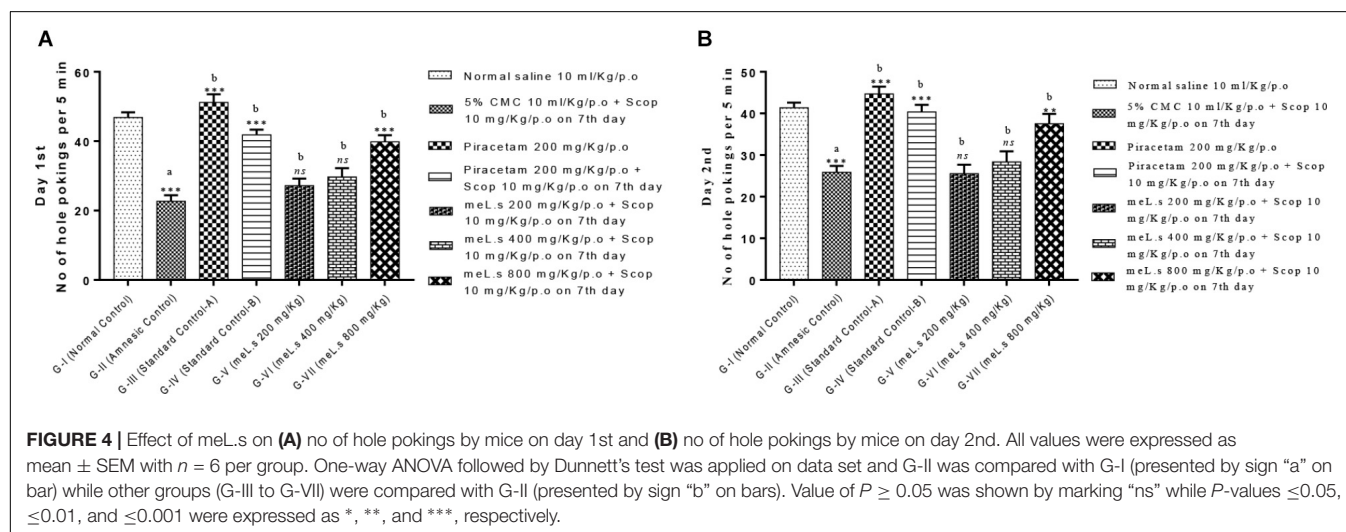 A
Day 1st
No of hole pokings per 5 min
60
40
20
0
a
***
b
***
b
***
b
ns
b
ns
b
***
G-I (Normal Control)
G-II (Amnesic Control)
G-III (Standard Control-A)
G-IV (Standard Control-B)
G-V (meL.s 200 mg/Kg)
G-VI (meL.s 400 mg/Kg)
G-VII (meL.s 800 mg/Kg)
Normal saline 10 ml/Kg/p.o
5% CMC 10 ml/Kg/p.o + Scop
10 mg/Kg/p.o on 7th day
Piracetam 200 mg/Kg/p.o
Piracetam 200 mg/Kg/p.o +
Scop 10 mg/Kg/p.o on 7th day
meL.s 200 mg/Kg/p.o + Scop
10 mg/Kg/p.o on 7th day
meL.s 400 mg/Kg/p.o + Scop
10 mg/Kg/p.o on 7th day
meL.s 800 mg/Kg/p.o + Scop
10 mg/Kg/p.o on 7th day
B
Day 2nd
No of hole pokings per 5 min
50
40
30
20
10
0
a
***
b
***
b
***
b
ns
b
ns
b
**
G-I (Normal Control)
G-II (Amnesic Control)
G-III (Standard Control-A)
G-IV (Standard Control-B)
G-V (meL.s 200 mg/Kg)
G-VI (meL.s 400 mg/Kg)
G-VII (meL.s 800 mg/Kg)
Normal saline 10 ml/Kg/p.o
5% CMC 10 ml/Kg/p.o + Scop 10
mg/Kg/p.o on 7th day
Piracetam 200 mg/Kg/p.o
Piracetam 200 mg/Kg/p.o + Scop
10 mg/Kg/p.o on 7th day
meL.s 200 mg/Kg/p.o + Scop 10
mg/Kg/p.o on 7th day
meL.s 400 mg/Kg/p.o + Scop 10
mg/Kg/p.o on 7th day
meL.s 800 mg/Kg/p.o + Scop 10
mg/Kg/p.o on 7th day
FIGURE 4 | Effect of meL.s on (A) no of hole pokings by mice on day 1st and (B) no of hole pokings by mice on day 2nd. All values were expressed as
mean ± SEM with n = 6 per group. One-way ANOVA followed by Dunnett's test was applied on data set and G-II was compared with G-I (presented by sign “a” on
bar) while other groups (G-III to G-VII) were compared with G-II (presented by sign “b” on bars). Value of P ≥ 0.05 was shown by marking “ns” while P-values ≤0.05,
≤0.01, and ≤0.001 were expressed as *, **, and ***, respectively.